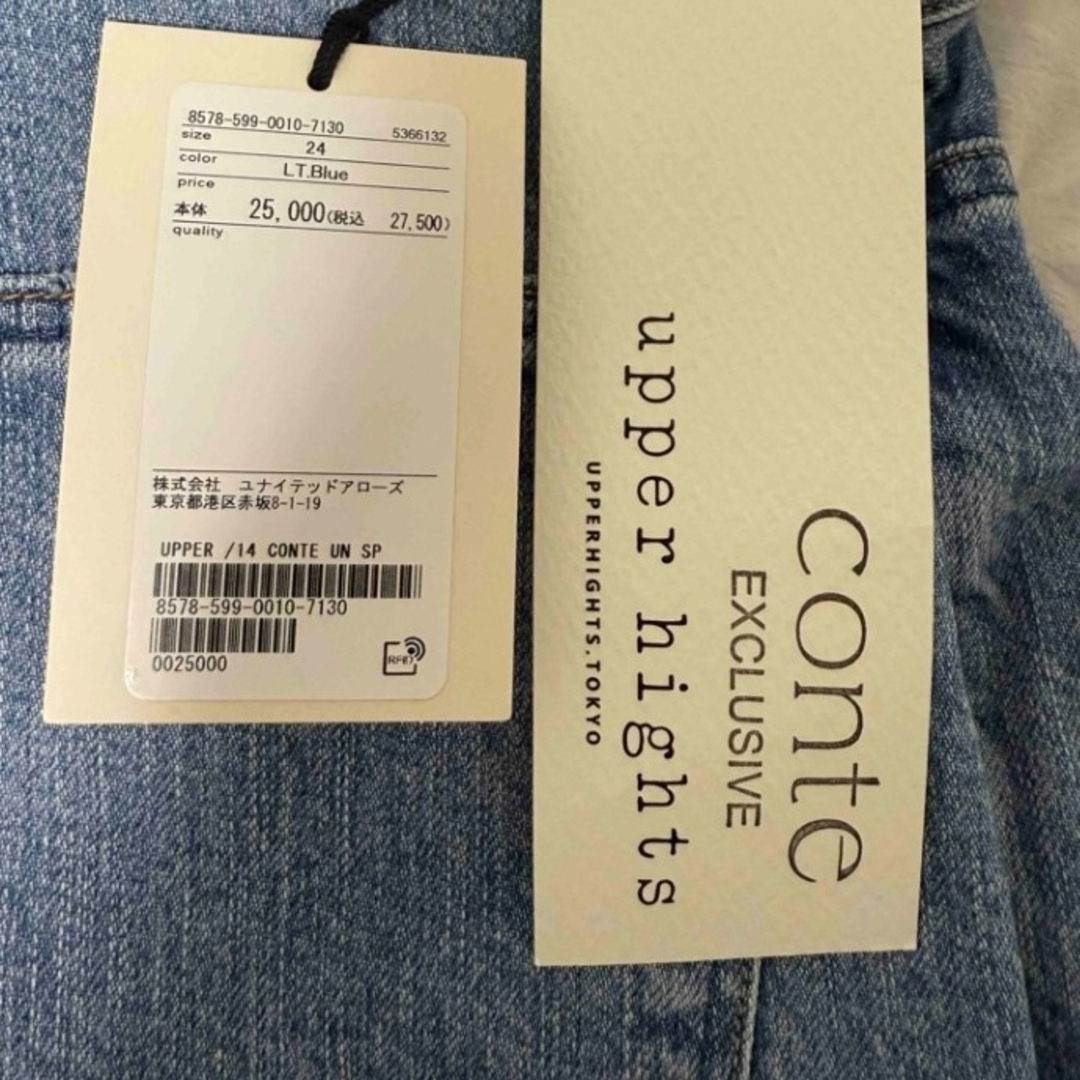 8578-599-0010-7130 5366132
size 24
color LT.Blue
price
本体 25,000(税込 27,500)
quality
株式会社 ユナイテッドアローズ
東京都港区赤坂8-1-19
UPPER /14 CONTE UN SP
8578-599-0010-7130
0025000
RFID
conte
EXCLUSIVE
upper hights
UPPERHIGHTS.TOKYO